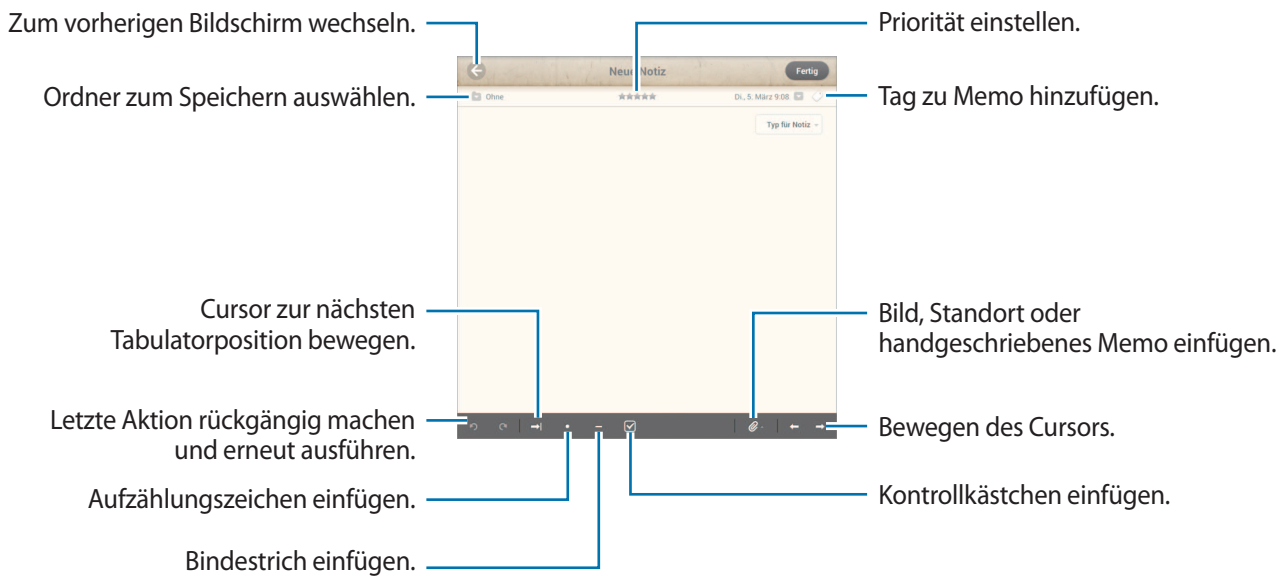 Zum vorherigen Bildschirm wechseln.
Priorität einstellen.
Neue Notiz
Fertig
Ordner zum Speichern auswählen.
Ohne
Di., 5. März 9:08
Tag zu Memo hinzufügen.
Typ für Notiz
Cursor zur nächsten
Tabulatorposition bewegen.
Bild, Standort oder
handgeschriebenes Memo einfügen.
Letzte Aktion rückgängig machen
und erneut ausführen.
Bewegen des Cursors.
Aufzählungszeichen einfügen.
Kontrollkästchen einfügen.
Bindestrich einfügen.